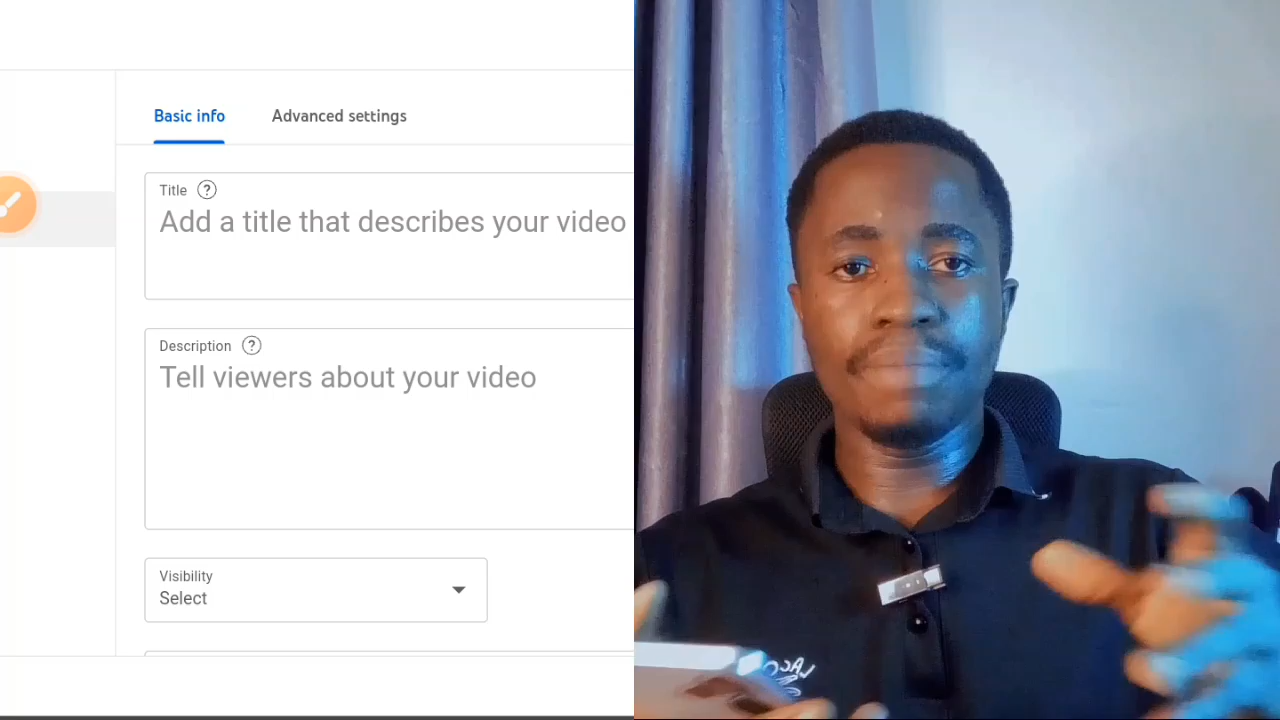 Basic info
Advanced settings
Title ?
Add a title that describes your video
Description ?
Tell viewers about your video
Visibility
Select